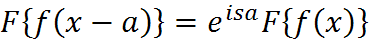 F{f(x − a)} = e^{isa}F{f(x)}